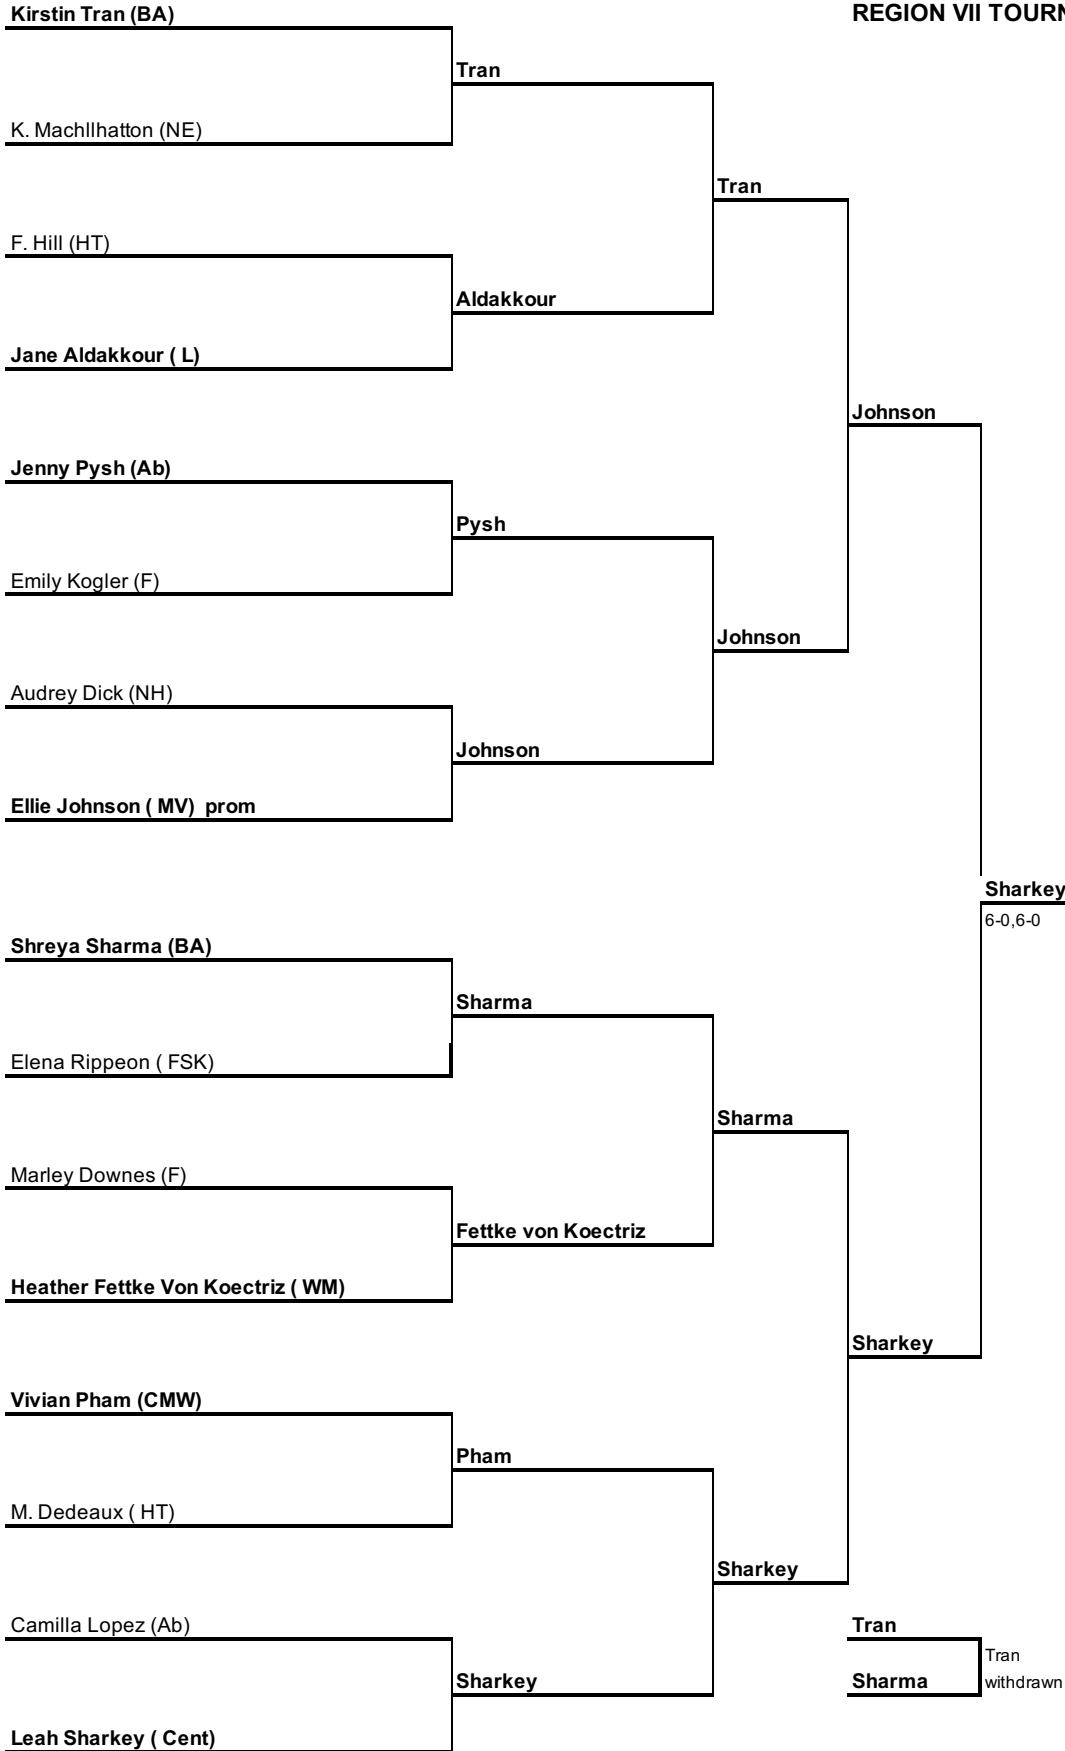 Kirstin Tran (BA)
REGION VII TOURN
Tran
K. Machllhatton (NE)
Tran
F. Hill (HT)
Aldakkour
Jane Aldakkour ( L)
Johnson
Jenny Pysh (Ab)
Pysh
Emily Kogler (F)
Johnson
Audrey Dick (NH)
Johnson
Ellie Johnson ( MV)  prom
Sharkey
6-0,6-0
Shreya Sharma (BA)
Sharma
Elena Rippeon ( FSK)
Sharma
Marley Downes (F)
Fettke von Koectriz
Heather Fettke Von Koectriz ( WM)
Sharkey
Vivian Pham (CMW)
Pham
M. Dedeaux ( HT)
Sharkey
Camilla Lopez (Ab)
Tran
Tran
Sharkey
Sharma
withdrawn
Leah Sharkey ( Cent)